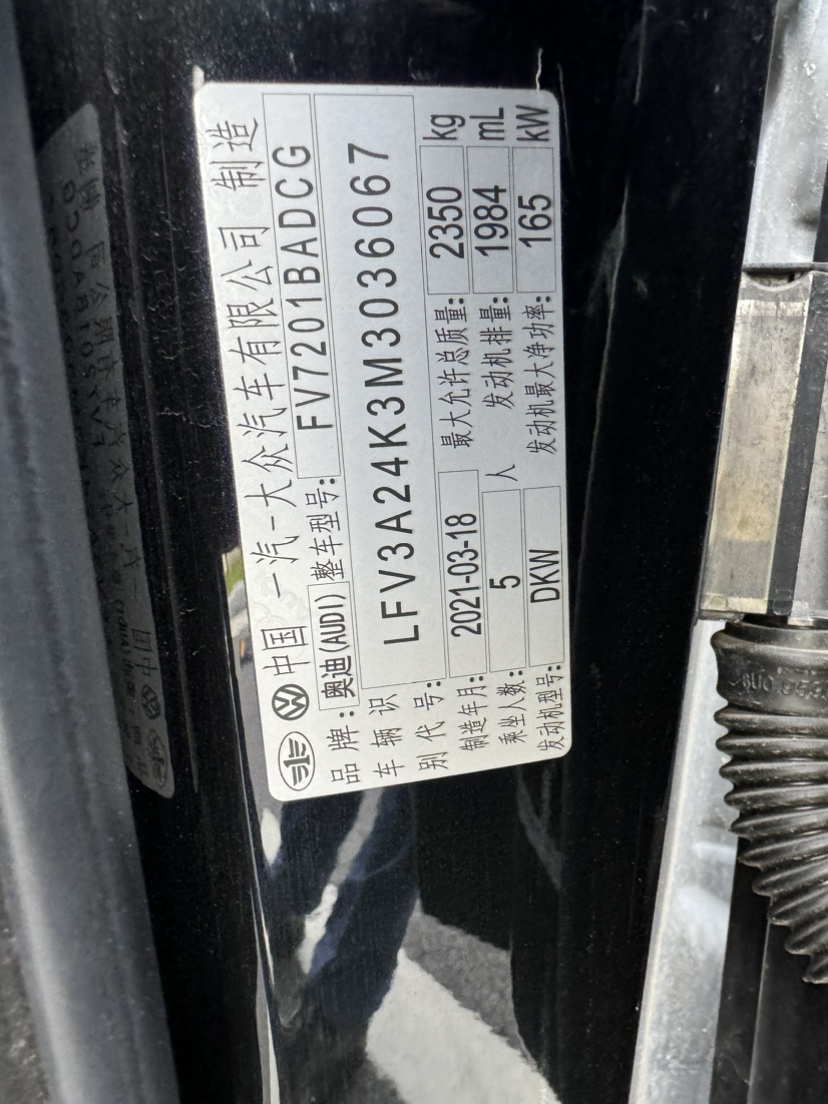 中国 一汽-大众汽车有限公司 制造
品牌: 奥迪(AUDI) 整车型号: FV7201BADCG
车辆识别代号: LFV3A24K3M3036067
制造年月: 2021-03-18 最大允许总质量: 2350 kg
乘坐人数: 5 人 发动机排量: 1984 mL
发动机型号: DKW 发动机最大净功率: 165 kW